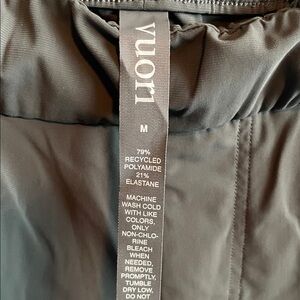 vuori
M
79%
RECYCLED
POLYAMIDE
21%
ELASTANE
MACHINE
WASH COLD
WITH LIKE
COLORS.
ONLY
NON-CHLO-
RINE
BLEACH
WHEN
NEEDED,
REMOVE
PROMPTLY,
TUMBLE
DRY LOW,
DO NOT